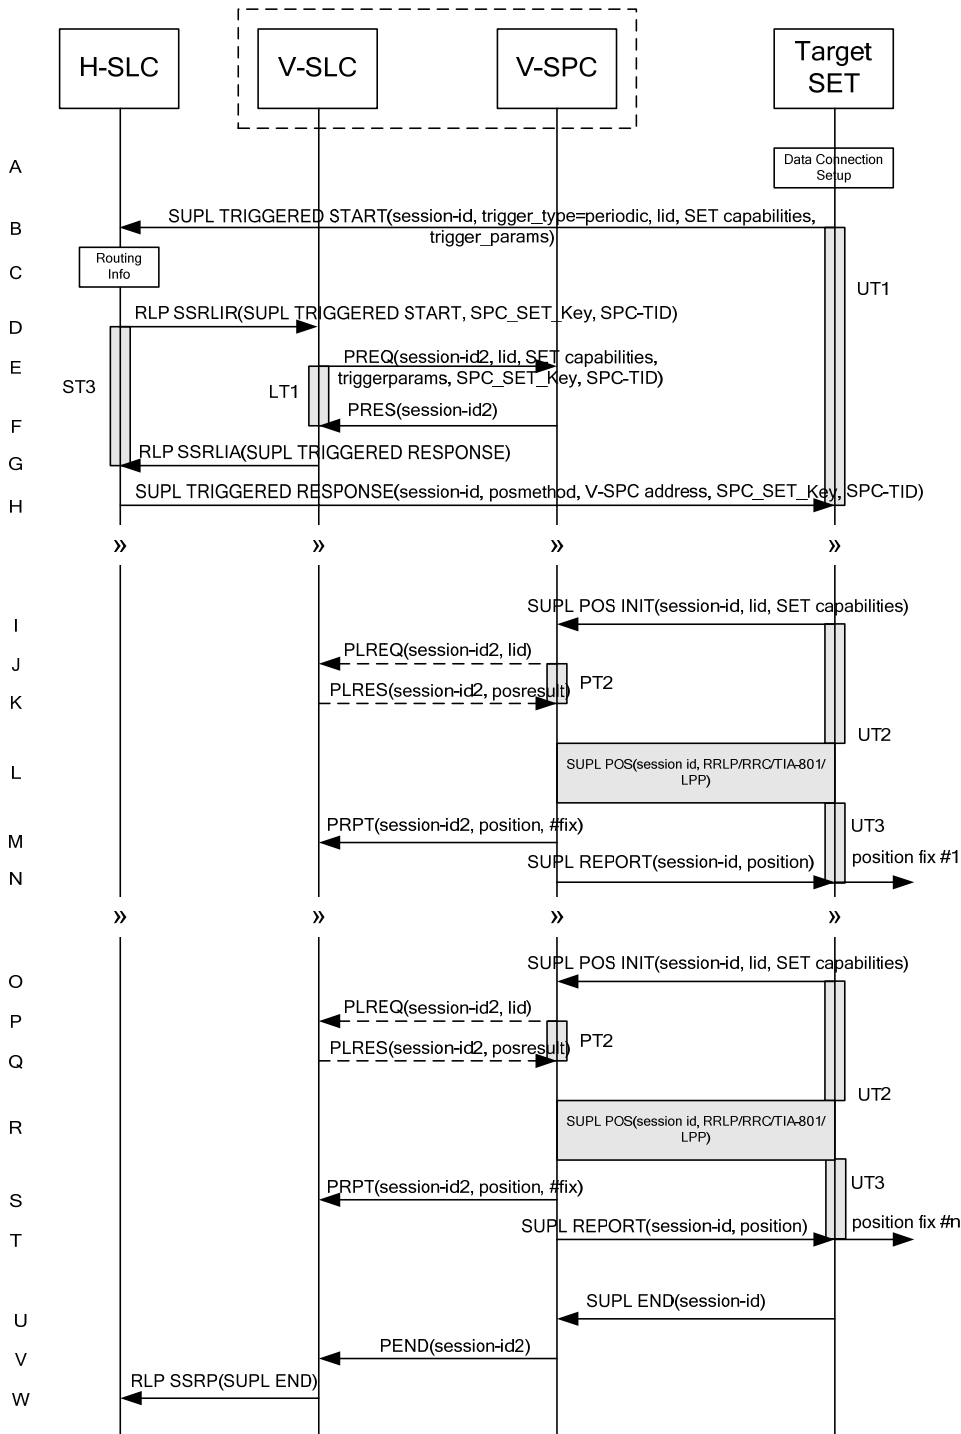 H-SLC
V-SLC
V-SPC
Target
SET
A
Data Connection
Setup
B
SUPL TRIGGERED START(session-id, trigger_type=periodic, lid, SET capabilities,
trigger_params)
C
Routing
Info
UT1
D
RLP SSRLIR(SUPL TRIGGERED START, SPC_SET_Key, SPC-TID)
E
PREQ(session-id2, lid, SET capabilities,
triggerparams, SPC_SET_Key, SPC-TID)
ST3
LT1
F
PRES(session-id2)
G
RLP SSRLIA(SUPL TRIGGERED RESPONSE)
H
SUPL TRIGGERED RESPONSE(session-id, posmethod, V-SPC address, SPC_SET_Key, SPC-TID)
» » » »
I
SUPL POS INIT(session-id, lid, SET capabilities)
J
PLREQ(session-id2, lid)
K
PLRES(session-id2, posresult)
PT2
UT2
L
SUPL POS(session id, RRLP/RRC/TIA-801/
LPP)
M
PRPT(session-id2, position, #fix)
UT3
N
SUPL REPORT(session-id, position)
position fix #1
» » » »
O
SUPL POS INIT(session-id, lid, SET capabilities)
P
PLREQ(session-id2, lid)
Q
PLRES(session-id2, posresult)
PT2
UT2
R
SUPL POS(session id, RRLP/RRC/TIA-801/
LPP)
S
PRPT(session-id2, position, #fix)
UT3
T
SUPL REPORT(session-id, position)
position fix #n
U
SUPL END(session-id)
V
PEND(session-id2)
W
RLP SSRP(SUPL END)